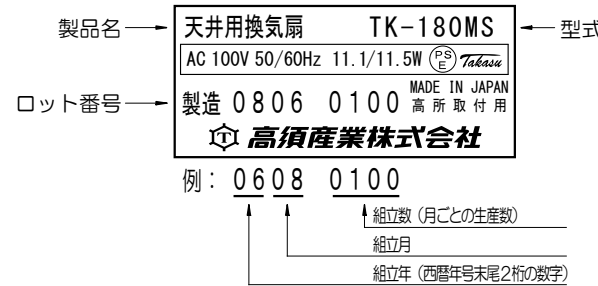 製品名
天井用換気扇 TK-180MS
型式
AC 100V 50/60Hz 11.1/11.5W PSE Takasu
ロット番号
製造 0806 0100 MADE IN JAPAN
高所取付用
高須産業株式会社
例： 0608 0100
組立数（月ごとの生産数）
組立月
組立年（西暦年号末尾2桁の数字）